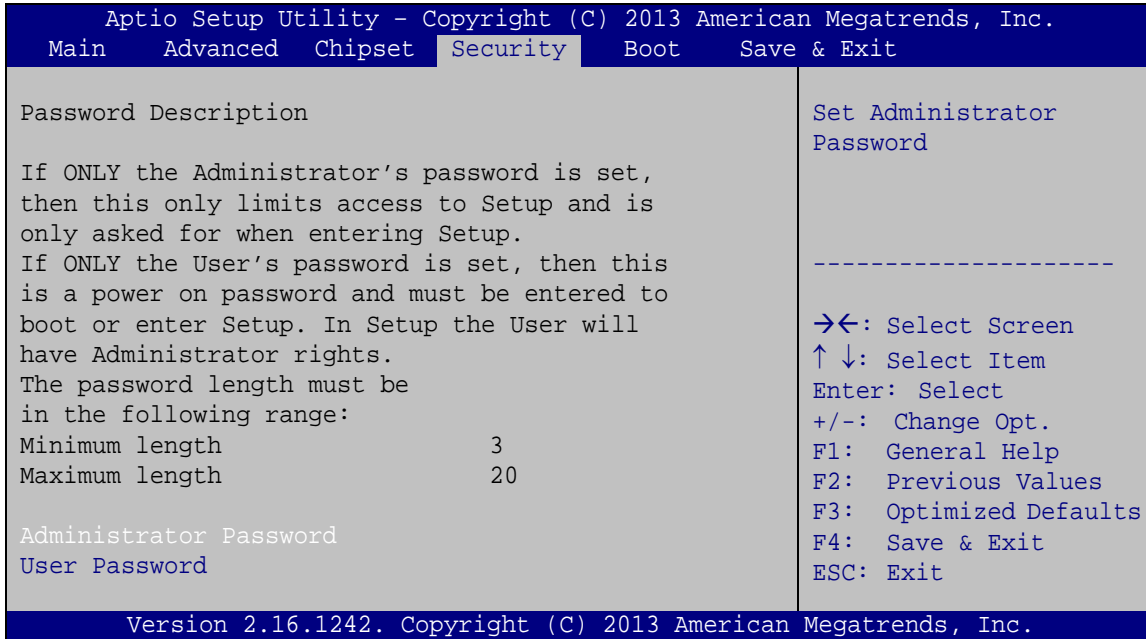 Aptio Setup Utility – Copyright (C) 2013 American Megatrends, Inc.
Main Advanced Chipset Security Boot Save & Exit
Password Description
If ONLY the Administrator’s password is set,
then this only limits access to Setup and is
only asked for when entering Setup.
If ONLY the User’s password is set, then this
is a power on password and must be entered to
boot or enter Setup. In Setup the User will
have Administrator rights.
The password length must be
in the following range:
Minimum length 3
Maximum length 20
Administrator Password
User Password
Set Administrator
Password
---------------------
→←: Select Screen
↑ ↓: Select Item
Enter: Select
+/-: Change Opt.
F1: General Help
F2: Previous Values
F3: Optimized Defaults
F4: Save & Exit
ESC: Exit
Version 2.16.1242. Copyright (C) 2013 American Megatrends, Inc.